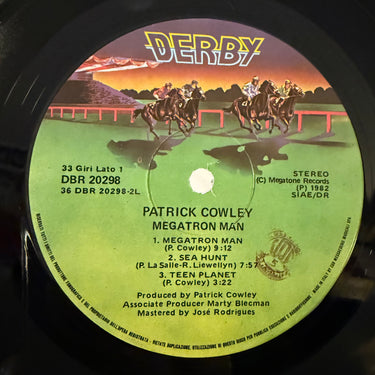 DERBY
33 Giri Lato 1
DBR 20298
36 DBR 20298-2L
STEREO
(C) Megatone Records
(P) 1982
SIAE/DR
PATRICK COWLEY
MEGATRON MAN
1. MEGATRON MAN
(P. Cowley) 9:12
2. SEA HUNT
(P. La Salle-R. Llewellyn) 7:57
3. TEEN PLANET
(P. Cowley) 3:22
Produced by Patrick Cowley
Associate Producer Marty Blecman
Mastered by José Rodrigues